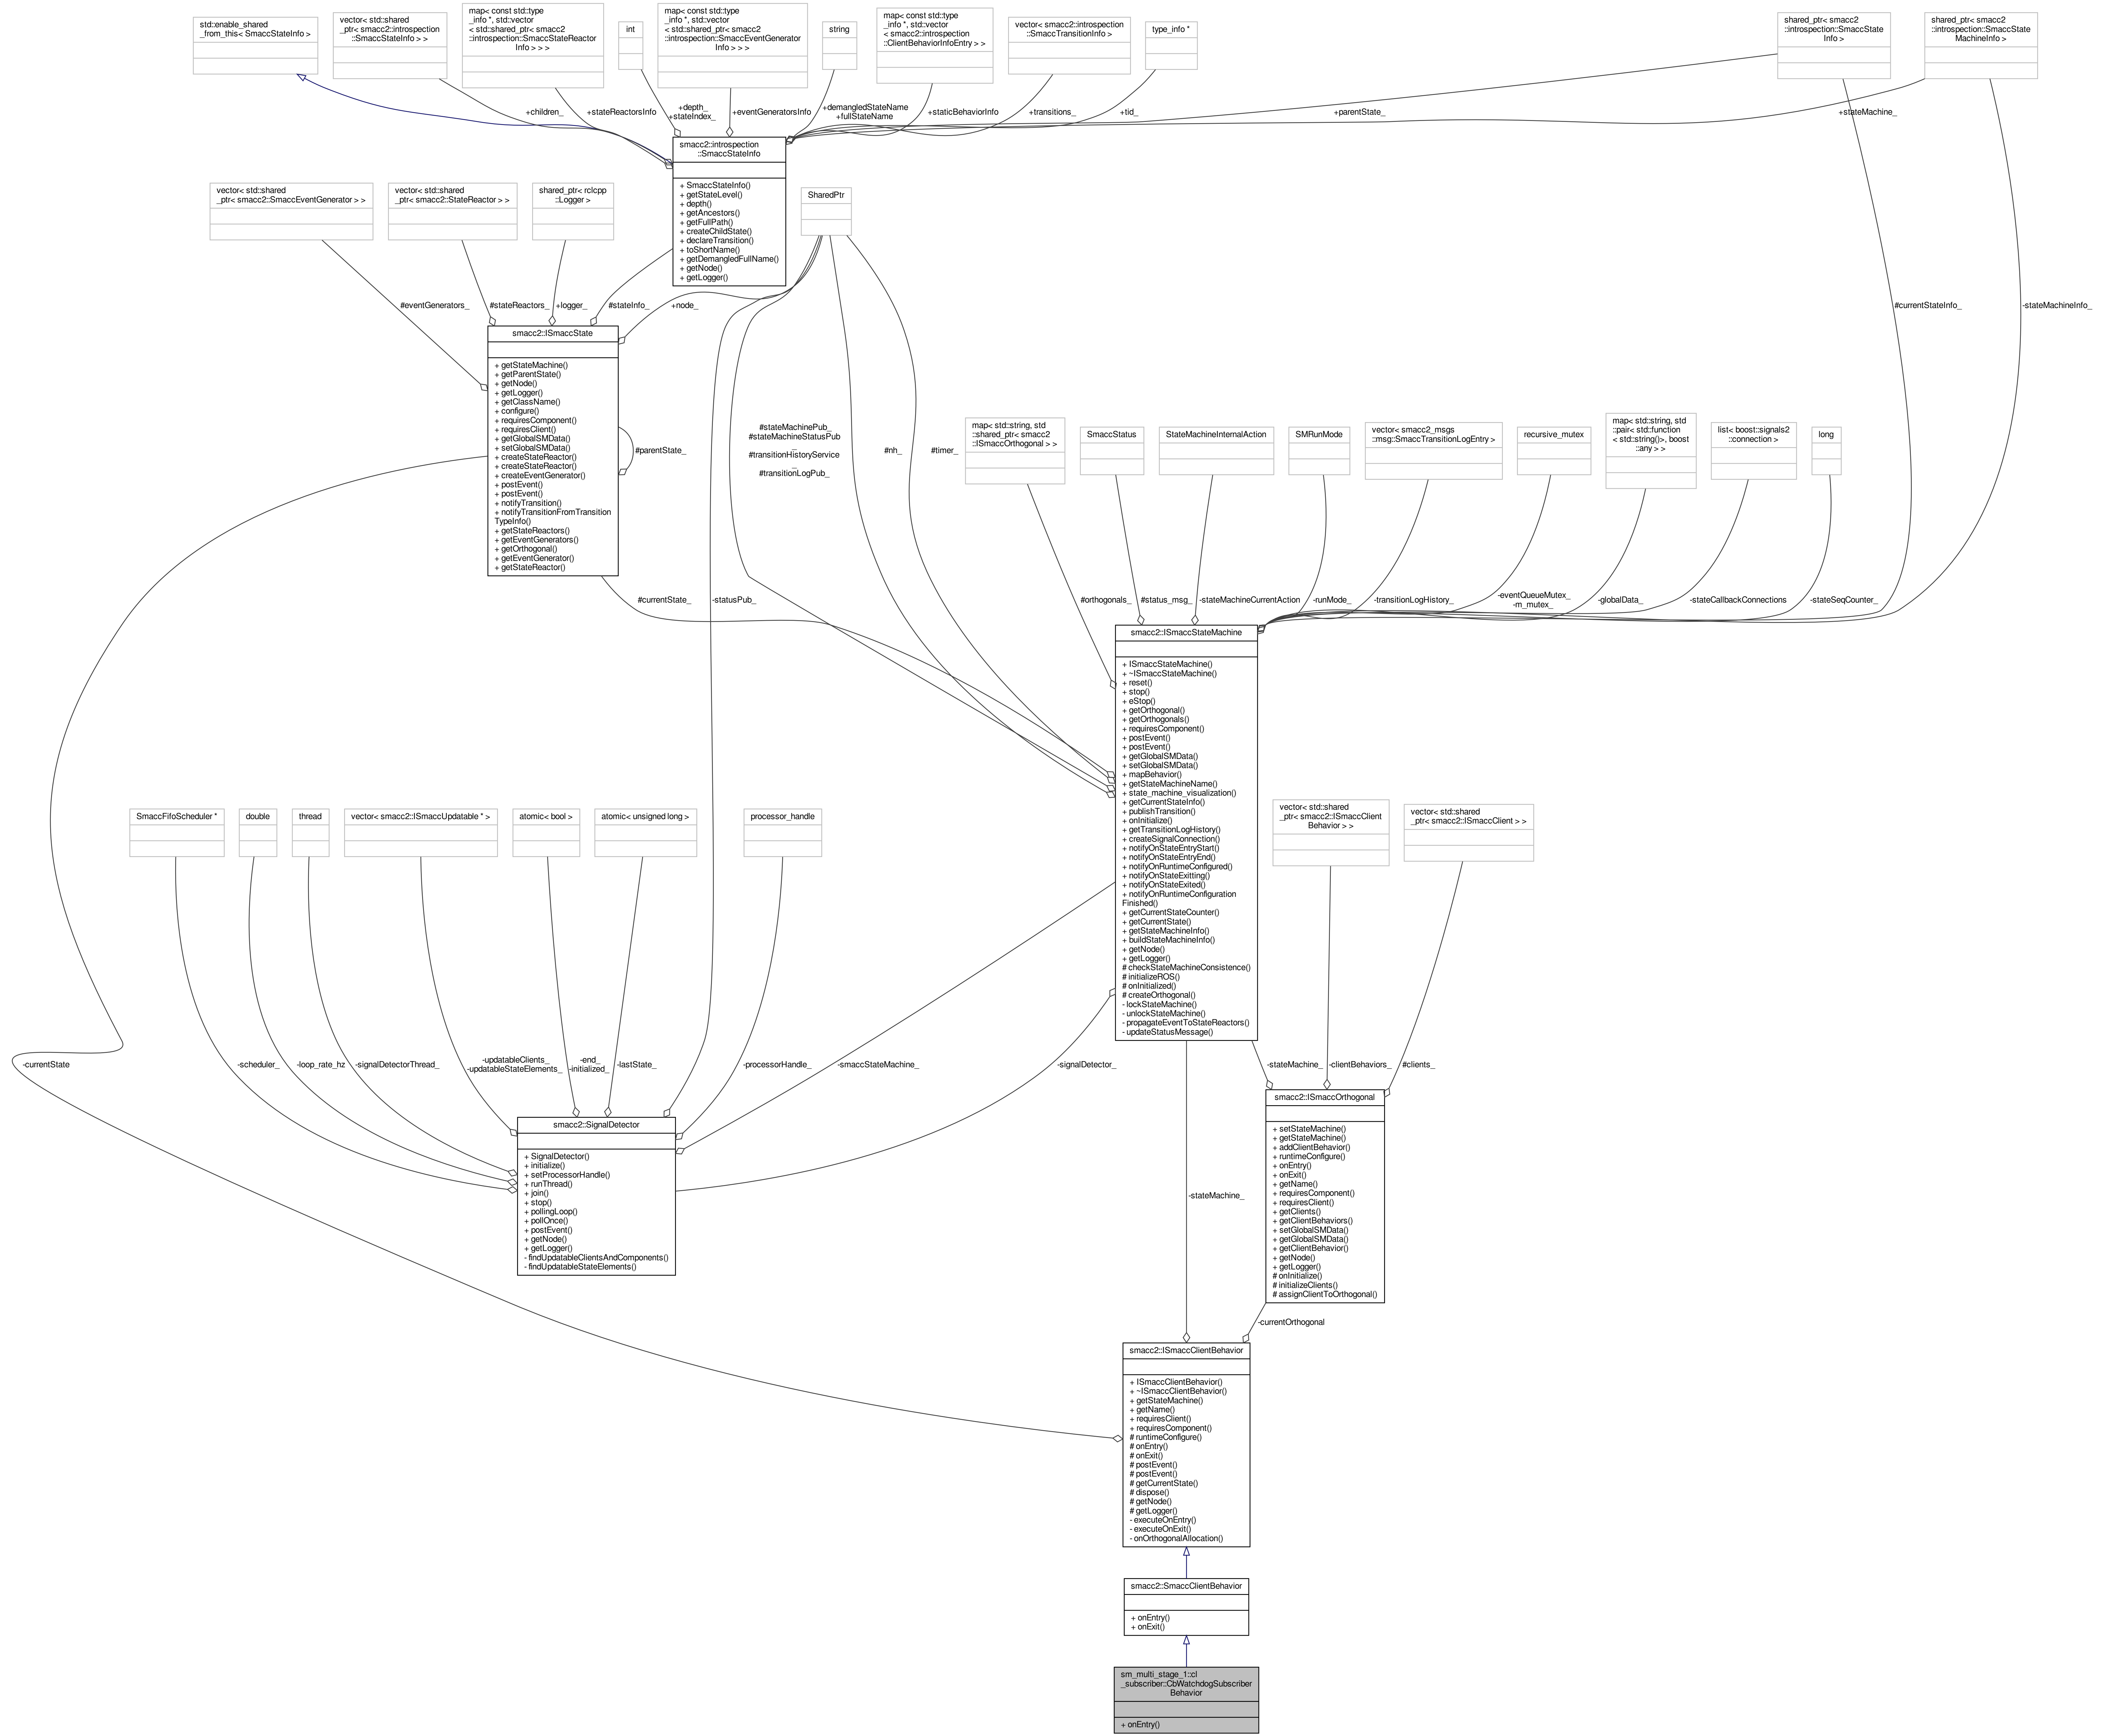 std::enable_shared
_from_this< SmaccStateInfo >
vector< std::shared
_ptr< smacc2::introspection
::SmaccStateInfo > >
map< const std::type
_info *, std::vector
< std::shared_ptr< smacc2
::introspection::SmaccStateReactor
Info > > >
int
map< const std::type
_info *, std::vector
< std::shared_ptr< smacc2
::introspection::SmaccEventGenerator
Info > > >
string
map< const std::type
_info *, std::vector
< smacc2::introspection
::ClientBehaviorInfoEntry > >
vector< smacc2::introspection
::SmaccTransitionInfo >
type_info *
shared_ptr< smacc2
::introspection::SmaccState
Info >
shared_ptr< smacc2
::introspection::SmaccState
MachineInfo >
+children_
+stateReactorsInfo
+depth_
+stateIndex_
+eventGeneratorsInfo
+demangledStateName
+fullStateName
+staticBehaviorInfo
+transitions_
+tid_
+parentState_
+stateMachine_
smacc2::introspection
::SmaccStateInfo
+ SmaccStateInfo()
+ getStateLevel()
+ depth()
+ getAncestors()
+ getFullPath()
+ createChildState()
+ declareTransition()
+ toShortName()
+ getDemangledFullName()
+ getNode()
+ getLogger()
vector< std::shared
_ptr< smacc2::SmaccEventGenerator > >
vector< std::shared
_ptr< smacc2::StateReactor > >
shared_ptr< rclcpp
::Logger >
SharedPtr
#eventGenerators_
#stateReactors_
+logger_
#stateInfo_
+node_
#currentStateInfo_
-stateMachineInfo_
smacc2::ISmaccState
+ getStateMachine()
+ getParentState()
+ getNode()
+ getLogger()
+ getClassName()
+ configure()
+ requiresComponent()
+ requiresClient()
+ getGlobalSMData()
+ setGlobalSMData()
+ createStateReactor()
+ createStateReactor()
+ createEventGenerator()
+ postEvent()
+ postEvent()
+ notifyTransition()
+ notifyTransitionFromTransition
TypeInfo()
+ getStateReactors()
+ getEventGenerators()
+ getOrthogonal()
+ getEventGenerator()
+ getStateReactor()
#parentState_
#stateMachinePub_
#stateMachineStatusPub
_
#transitionHistoryService
_
#transitionLogPub_
#nh_
#timer_
map< std::string, std
::shared_ptr< smacc2
::ISmaccOrthogonal > >
SmaccStatus
StateMachineInternalAction
SMRunMode
vector< smacc2_msgs
::msg::SmaccTransitionLogEntry >
recursive_mutex
map< std::string, std
::pair< std::function
< std::string()>, boost
::any > >
list< boost::signals2
::connection >
long
#currentState_
-statusPub_
#orthogonals_
#status_msg_
-stateMachineCurrentAction
-runMode_
-transitionLogHistory_
-eventQueueMutex_
-m_mutex_
-globalData_
-stateCallbackConnections
-stateSeqCounter_
smacc2::ISmaccStateMachine
+ ISmaccStateMachine()
+ ~ISmaccStateMachine()
+ reset()
+ stop()
+ eStop()
+ getOrthogonal()
+ getOrthogonals()
+ requiresComponent()
+ postEvent()
+ postEvent()
+ getGlobalSMData()
+ setGlobalSMData()
+ mapBehavior()
+ getStateMachineName()
+ state_machine_visualization()
+ getCurrentStateInfo()
+ publishTransition()
+ onInitialize()
+ getTransitionLogHistory()
+ createSignalConnection()
+ notifyOnStateEntryStart()
+ notifyOnStateEntryEnd()
+ notifyOnRuntimeConfigured()
+ notifyOnStateExitting()
+ notifyOnStateExited()
+ notifyOnRuntimeConfiguration
Finished()
+ getCurrentStateCounter()
+ getCurrentState()
+ getStateMachineInfo()
+ buildStateMachineInfo()
+ getNode()
+ getLogger()
# checkStateMachineConsistence()
# initializeROS()
# onInitialized()
# createOrthogonal()
- lockStateMachine()
- unlockStateMachine()
- propagateEventToStateReactors()
- updateStatusMessage()
SmaccFifoScheduler *
double
thread
vector< smacc2::ISmaccUpdatable * >
atomic< bool >
atomic< unsigned long >
processor_handle
vector< std::shared
_ptr< smacc2::ISmaccClient
Behavior > >
vector< std::shared
_ptr< smacc2::ISmaccClient > >
-currentState
-scheduler_
-loop_rate_hz
-signalDetectorThread_
-updatableClients_
-updatableStateElements_
-end_
-initialized_
-lastState_
-processorHandle_
-smaccStateMachine_
-signalDetector_
-stateMachine_
-clientBehaviors_
#clients_
smacc2::SignalDetector
+ SignalDetector()
+ initialize()
+ setProcessorHandle()
+ runThread()
+ join()
+ stop()
+ pollingLoop()
+ pollOnce()
+ postEvent()
+ getNode()
+ getLogger()
- findUpdatableClientsAndComponents()
- findUpdatableStateElements()
smacc2::ISmaccOrthogonal
+ setStateMachine()
+ getStateMachine()
+ addClientBehavior()
+ runtimeConfigure()
+ onEntry()
+ onExit()
+ getName()
+ requiresComponent()
+ requiresClient()
+ getClients()
+ getClientBehaviors()
+ setGlobalSMData()
+ getGlobalSMData()
+ getClientBehavior()
+ getNode()
+ getLogger()
# onInitialize()
# initializeClients()
# assignClientToOrthogonal()
-stateMachine_
-currentOrthogonal
smacc2::ISmaccClientBehavior
+ ISmaccClientBehavior()
+ ~ISmaccClientBehavior()
+ getStateMachine()
+ getName()
+ requiresClient()
+ requiresComponent()
# runtimeConfigure()
# onEntry()
# onExit()
# postEvent()
# postEvent()
# getCurrentState()
# dispose()
# getNode()
# getLogger()
- executeOnEntry()
- executeOnExit()
- onOrthogonalAllocation()
smacc2::SmaccClientBehavior
+ onEntry()
+ onExit()
sm_multi_stage_1::cl
_subscriber::CbWatchdogSubscriber
Behavior
+ onEntry()